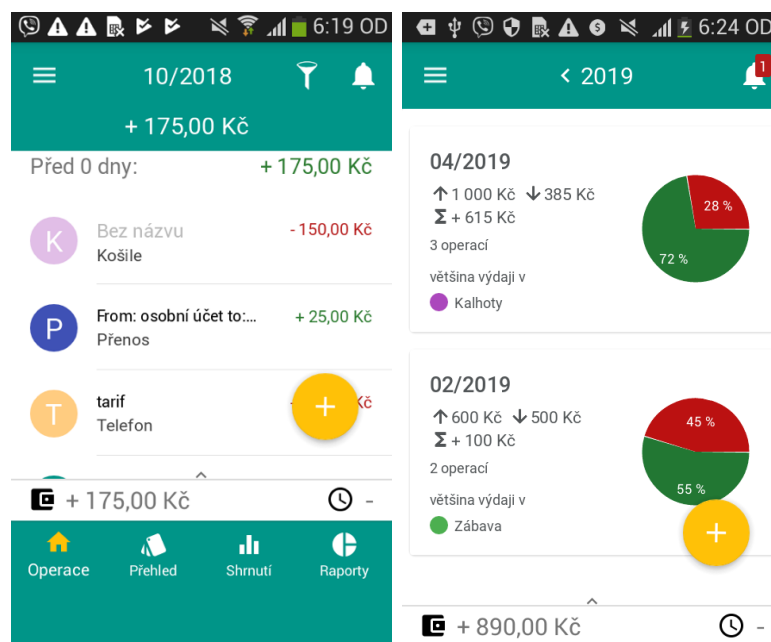 6:19 OD
10/2018
+ 175,00 Kč
Před 0 dny: + 175,00 Kč
K
Bez názvu - 150,00 Kč
Košile
P
From: osobní účet to:... + 25,00 Kč
Přenos
T
tarif - Kč
Telefon
+ 175,00 Kč -
Operace Přehled Shrnutí Raporty
6:24 OD
< 2019 1
04/2019
↑ 1 000 Kč ↓ 385 Kč
Σ + 615 Kč
3 operací
většina výdaji v
Kalhoty
28 %
72 %
02/2019
↑ 600 Kč ↓ 500 Kč
Σ + 100 Kč
2 operací
většina výdaji v
Zábava
45 %
55 %
+ 890,00 Kč -